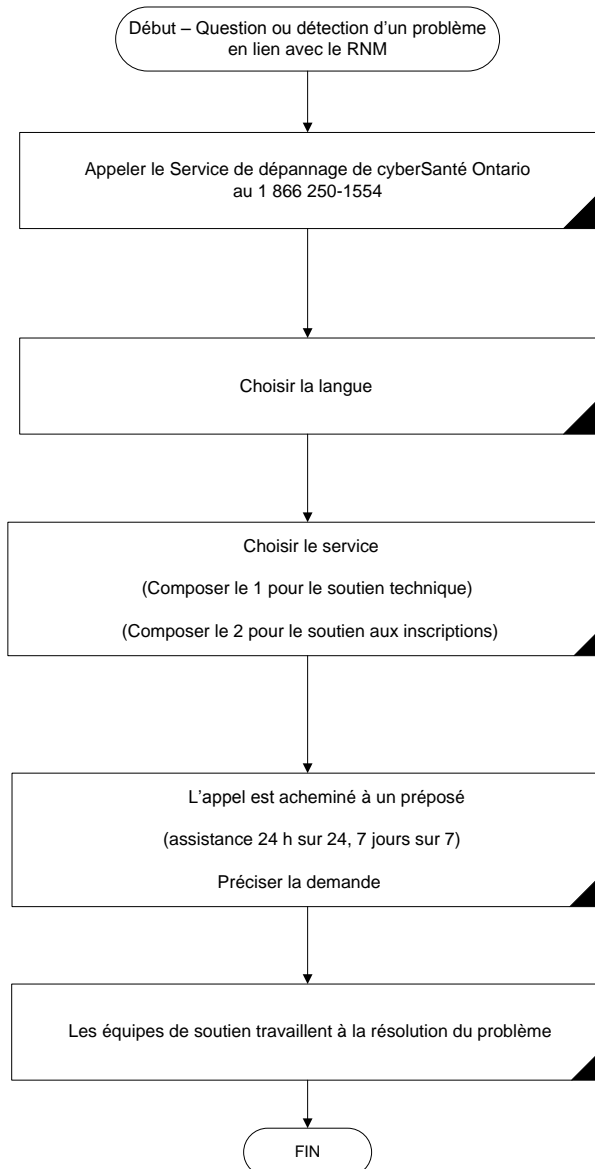 Début – Question ou détection d'un problème
en lien avec le RNM
Appeler le Service de dépannage de cyberSanté Ontario
au 1 866 250-1554
Choisir la langue
Choisir le service
(Composer le 1 pour le soutien technique)
(Composer le 2 pour le soutien aux inscriptions)
L'appel est acheminé à un préposé
(assistance 24 h sur 24, 7 jours sur 7)
Préciser la demande
Les équipes de soutien travaillent à la résolution du problème
FIN